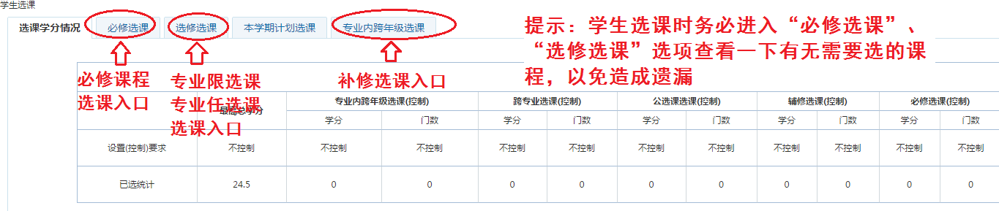 学生选课
选课学分情况 必修选课 选修选课 本学期计划选课 专业内跨年级选课
提示：学生选课时务必进入“必修选课”、
“选修选课”选项查看一下有无需要选的课
程，以免造成遗漏
必修课程
选课入口
专业限选课
专业任选课
选课入口
补修选课入口
最高总学分 专业内跨年级选课(控制) 跨专业选课(控制) 公选课选课(控制) 辅修选课(控制) 必修选课(控制)
学分 门数 学分 门数 学分 门数 学分 门数 学分 门数
设置(控制)要求 不控制 不控制 不控制 不控制 不控制 不控制 不控制 不控制 不控制 不控制 不控制
已选统计 24.5 0 0 0 0 0 0 0 0 0 0